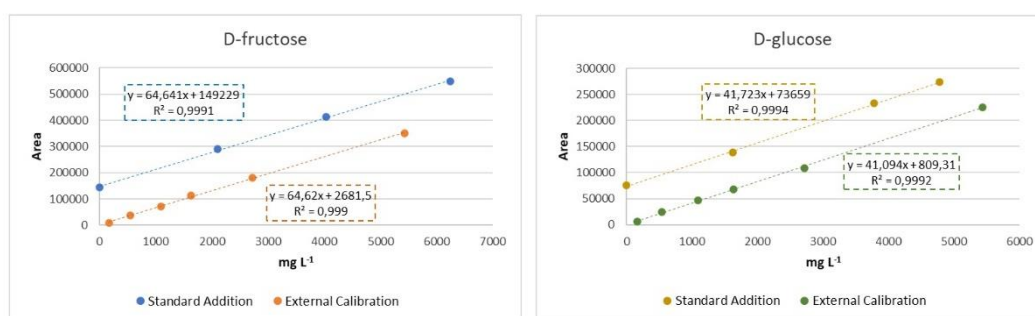 D-fructose
600000
500000
400000
300000
200000
100000
0
Area
y = 64,641x + 149229
R² = 0,9991
y = 64,62x + 2681,5
R² = 0,999
0 1000 2000 3000 4000 5000 6000 7000
mg L⁻¹
Standard Addition External Calibration
D-glucose
300000
250000
200000
150000
100000
50000
0
Area
y = 41,723x + 73659
R² = 0,9994
y = 41,094x + 809,31
R² = 0,9992
0 1000 2000 3000 4000 5000 6000
mg L⁻¹
Standard Addition External Calibration